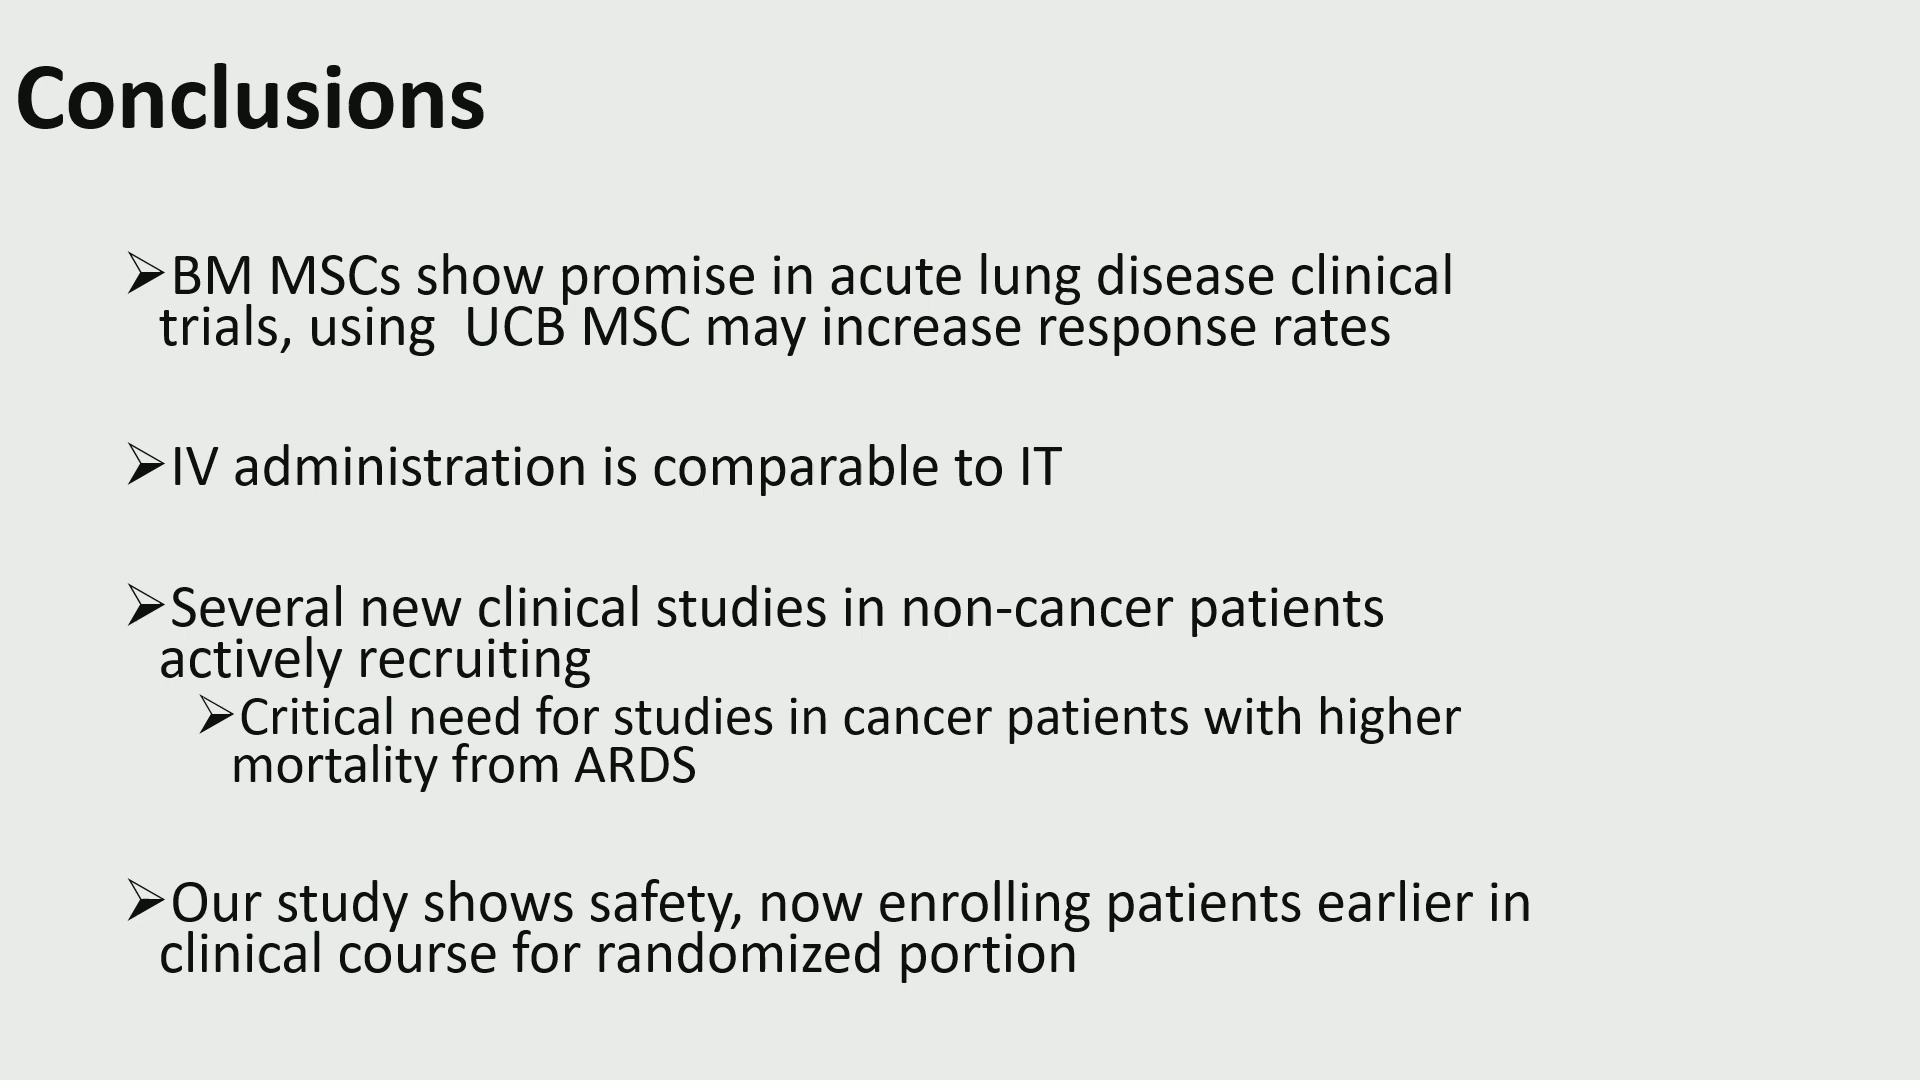 Conclusions
➢BM MSCs show promise in acute lung disease clinical
trials, using  UCB MSC may increase response rates
➢IV administration is comparable to IT
➢Several new clinical studies in non-cancer patients
actively recruiting
➢Critical need for studies in cancer patients with higher
mortality from ARDS
➢Our study shows safety, now enrolling patients earlier in
clinical course for randomized portion